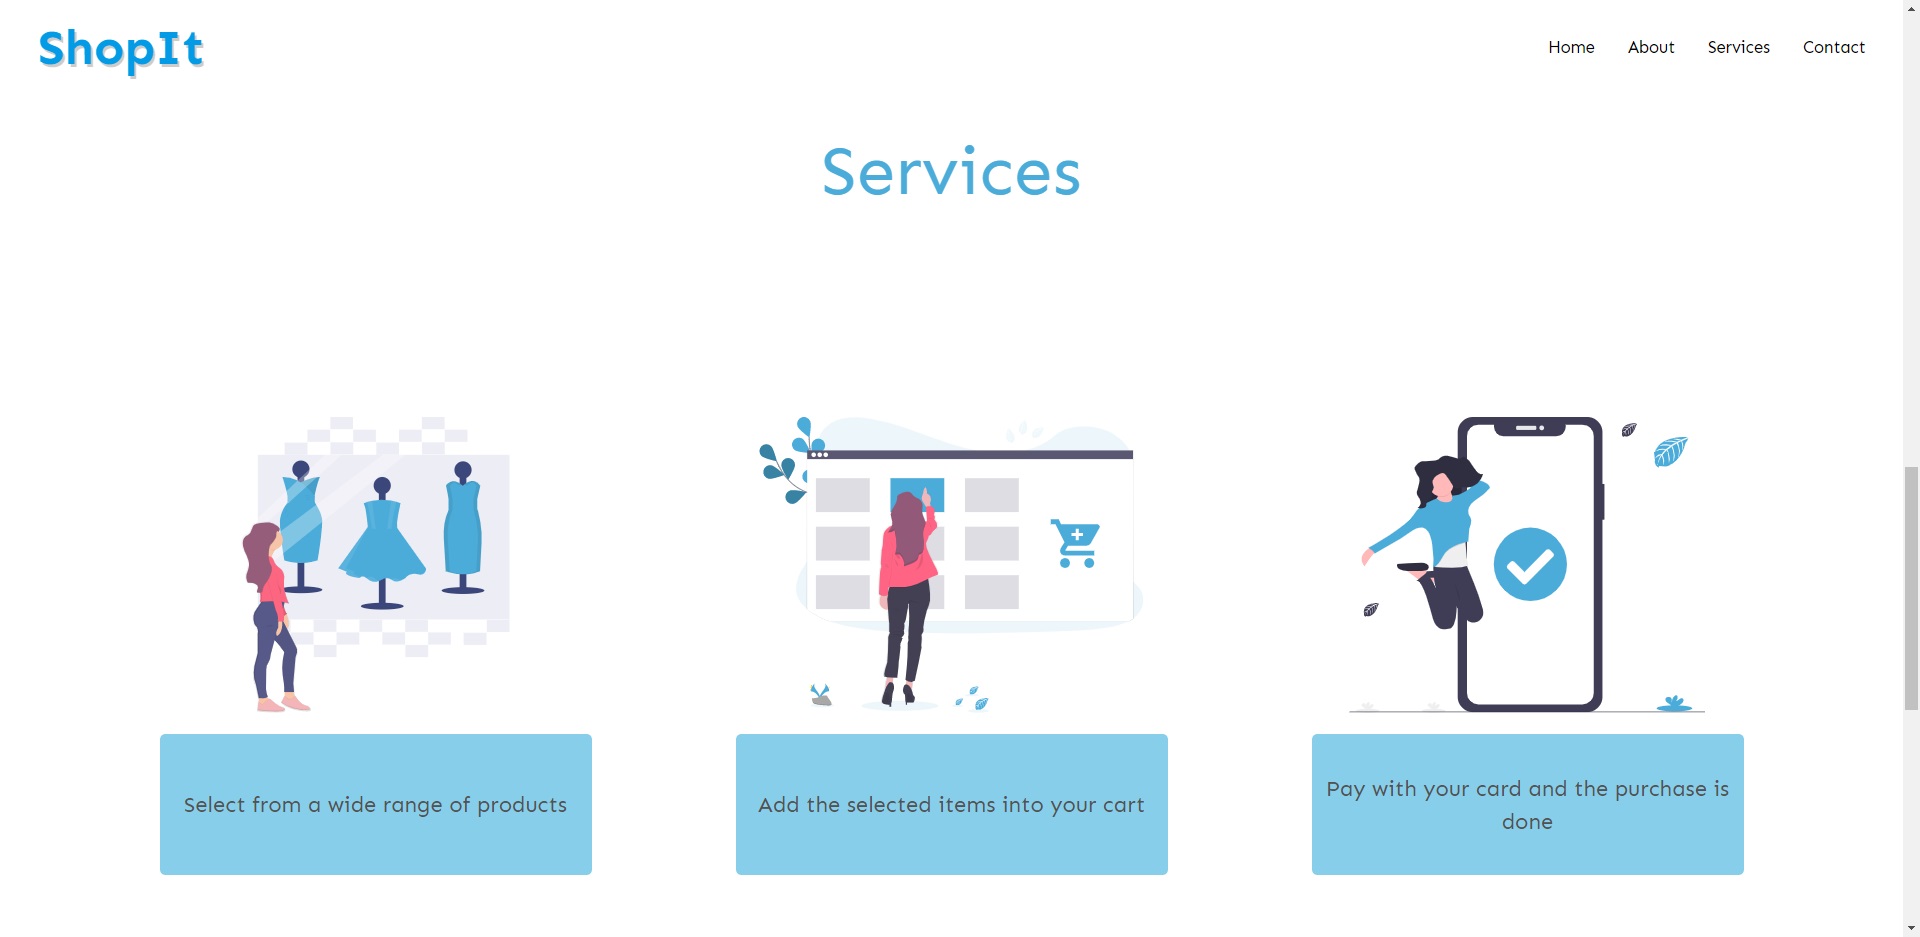 ShopIt
Home About Services Contact
Services
Select from a wide range of products
Add the selected items into your cart
Pay with your card and the purchase is
done